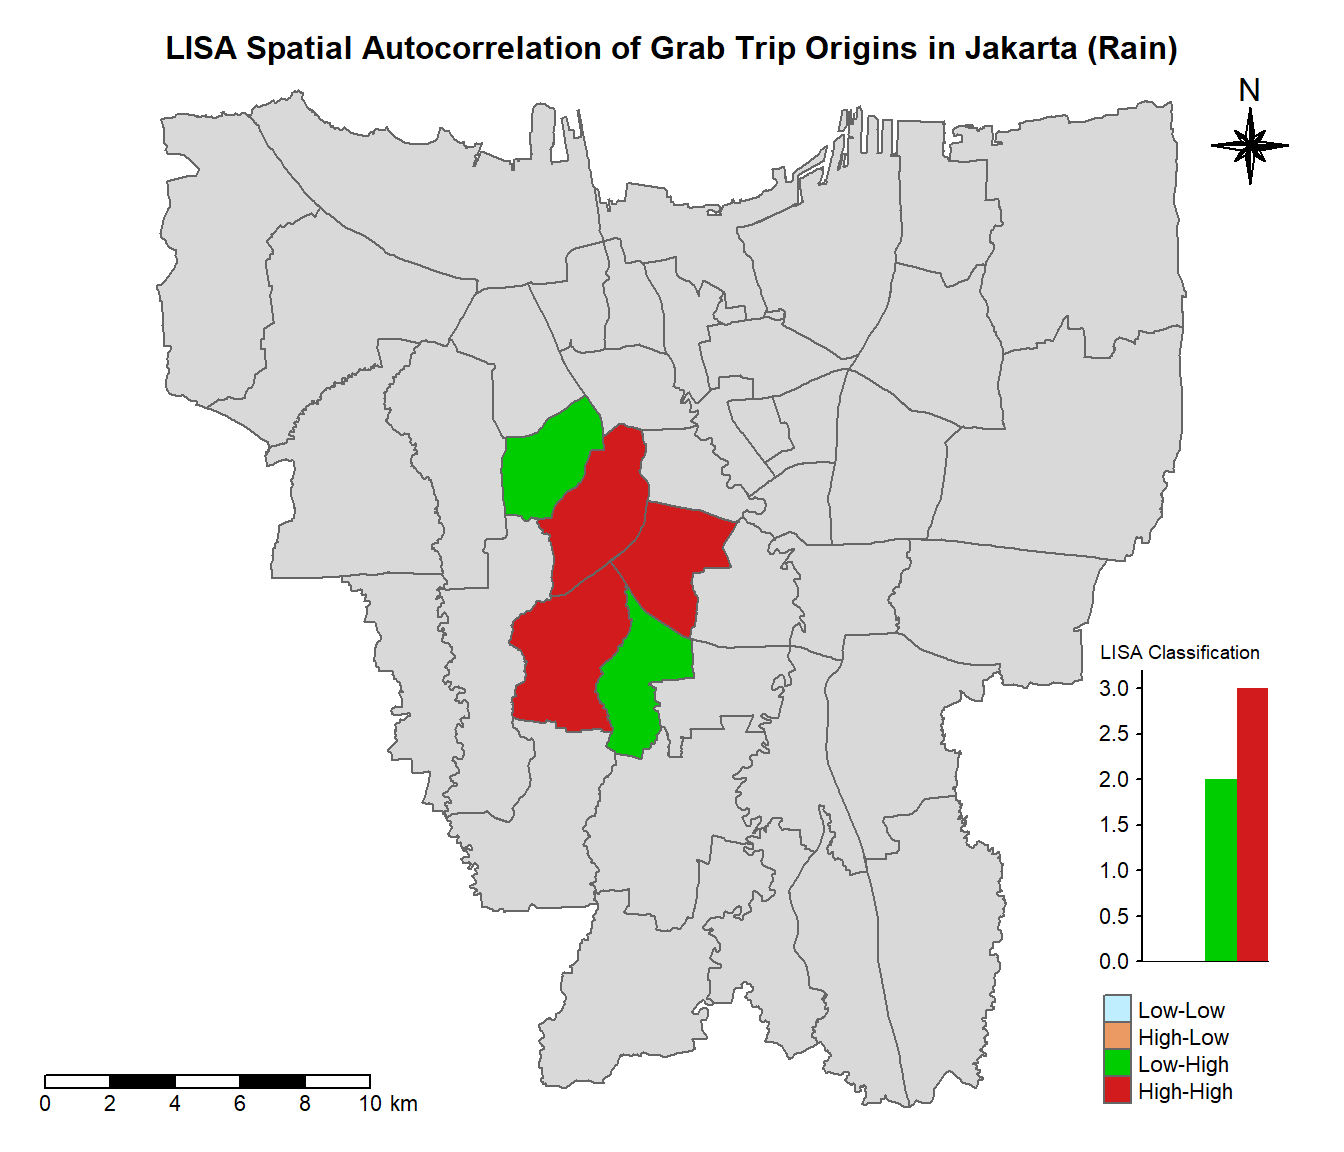 LISA Spatial Autocorrelation of Grab Trip Origins in Jakarta (Rain)
N
LISA Classification
3.0
2.5
2.0
1.5
1.0
0.5
0.0
Low-Low
High-Low
Low-High
High-High
0 2 4 6 8 10 km